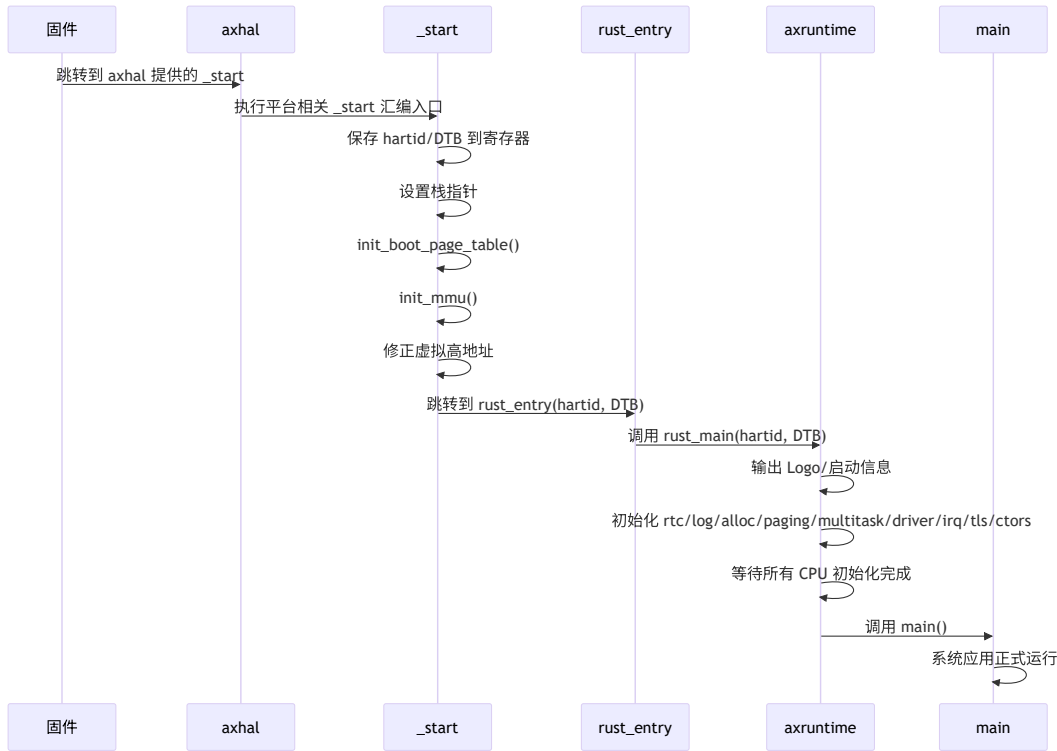 固件
axhal
_start
rust_entry
axruntime
main
跳转到 axhal 提供的 _start
执行平台相关 _start 汇编入口
保存 hartid/DTB 到寄存器
设置栈指针
init_boot_page_table()
init_mmu()
修正虚拟高地址
跳转到 rust_entry(hartid, DTB)
调用 rust_main(hartid, DTB)
输出 Logo/启动信息
初始化 rtc/log/alloc/paging/multitask/driver/irq/tls/ctors
等待所有 CPU 初始化完成
调用 main()
系统应用正式运行
固件
axhal
_start
rust_entry
axruntime
main